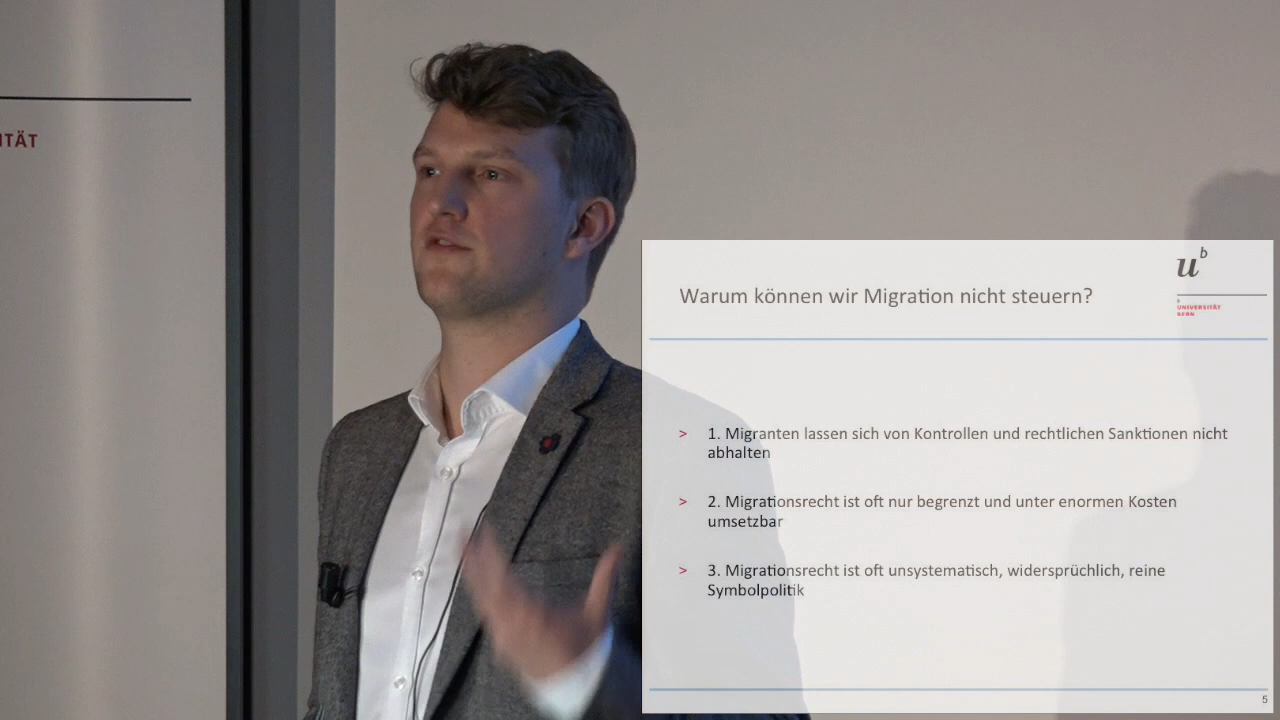 ITÄT
u
b
b
UNIVERSITÄT
BERN
Warum können wir Migration nicht steuern?
> 1. Migranten lassen sich von Kontrollen und rechtlichen Sanktionen nicht
abhalten
> 2. Migrationsrecht ist oft nur begrenzt und unter enormen Kosten
umsetzbar
> 3. Migrationsrecht ist oft unsystematisch, widersprüchlich, reine
Symbolpolitik
5